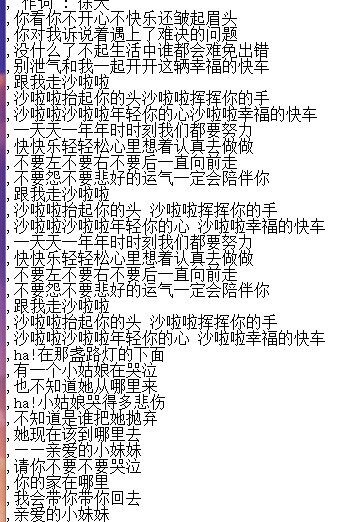 , 作词 : 徐天
,你看你不开心不快乐还皱起眉头
,你对我诉说着遇上了难决的问题
,没什么了不起生活中谁都会难免出错
,别泄气和我一起开开这辆幸福的快车
,跟我走沙啦啦
,沙啦啦抬起你的头沙啦啦挥挥你的手
,沙啦啦沙啦啦年轻你的心沙啦啦幸福的快车
,一天天一年年时时刻我们都要努力
,快快乐轻轻松心里想着认真去做做
,不要左不要右不要后一直向前走
,不要怨不要悲好的运气一定会陪伴你
,跟我走沙啦啦
,沙啦啦抬起你的头 沙啦啦挥挥你的手
,沙啦啦沙啦啦年轻你的心 沙啦啦幸福的快车
,一天天一年年时时刻我们都要努力
,快快乐轻轻松心里想着认真去做做
,不要左不要右不要后一直向前走
,不要怨不要悲好的运气一定会陪伴你
,跟我走沙啦啦
,沙啦啦抬起你的头 沙啦啦挥挥你的手
,沙啦啦沙啦啦年轻你的心 沙啦啦幸福的快车
,ha!在那盏路灯的下面
,有一个小姑娘在哭泣
,也不知道她从哪里来
,ha!小姑娘哭得多悲伤
,不知道是谁把她抛弃
,她现在该到哪里去
,——亲爱的小妹妹
,请你不要不要哭泣
,你的家在哪里
,我会带你带你回去
,亲爱的小妹妹